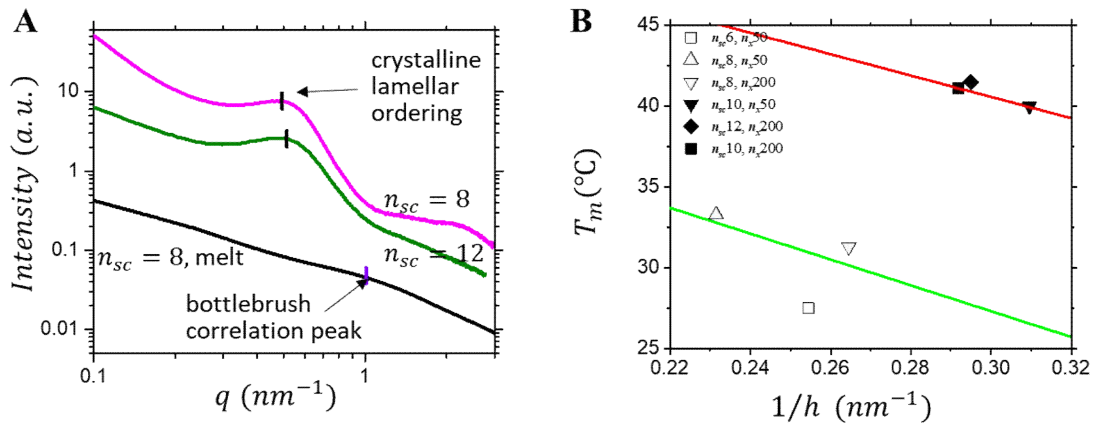 A
Intensity (a.u.)
10
1
0.1
0.01
crystalline
lamellar
ordering
n_sc = 8
n_sc = 12
n_sc = 8, melt
bottlebrush
correlation peak
0.1
1
q (nm⁻¹)
B
T_m (°C)
45
40
35
30
25
n_sc6, n_x50
n_sc8, n_x50
n_sc8, n_x200
n_sc10, n_x50
n_sc12, n_x200
n_sc10, n_x200
0.22
0.24
0.26
0.28
0.30
0.32
1/h (nm⁻¹)